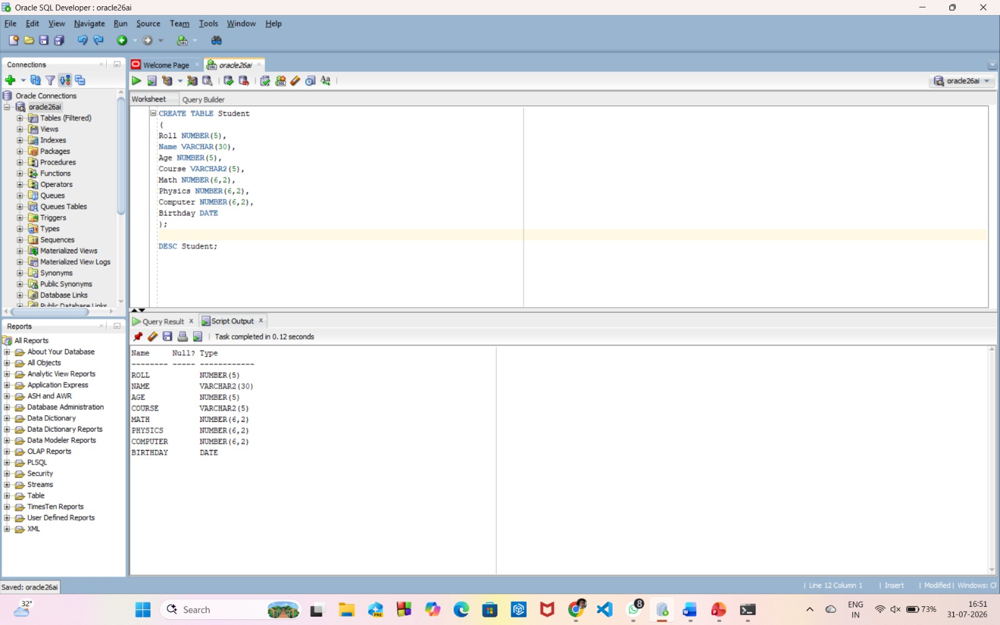 Oracle SQL Developer : oracle26ai
File Edit View Navigate Run Source Team Tools Window Help
Connections
Oracle Connections
oracle26ai
Tables (Filtered)
Views
Indexes
Packages
Procedures
Functions
Operators
Queues
Queues Tables
Triggers
Types
Sequences
Materialized Views
Materialized View Logs
Synonyms
Public Synonyms
Database Links
Public Database Links
Reports
All Reports
About Your Database
All Objects
Analytic View Reports
Application Express
ASH and AWR
Database Administration
Data Dictionary
Data Dictionary Reports
Data Modeler Reports
OLAP Reports
PLSQL
Security
Streams
Table
TimesTen Reports
User Defined Reports
XML
Welcome Page
oracle26ai
oracle26ai
Worksheet Query Builder
CREATE TABLE Student
(
Roll NUMBER(5),
Name VARCHAR(30),
Age NUMBER(5),
Course VARCHAR2(5),
Math NUMBER(6,2),
Physics NUMBER(6,2),
Computer NUMBER(6,2),
Birthday DATE
);
DESC Student;
Query Result Script Output
Task completed in 0.12 seconds
Name Null? Type
-------- ----- ------------
ROLL NUMBER(5)
NAME VARCHAR2(30)
AGE NUMBER(5)
COURSE VARCHAR2(5)
MATH NUMBER(6,2)
PHYSICS NUMBER(6,2)
COMPUTER NUMBER(6,2)
BIRTHDAY DATE
Saved: oracle26ai
| Line 12 Column 1 | Insert | Modified | Windows: CF
32°
Search
PRE
8
ENG
IN
73%
16:51
31-07-2026